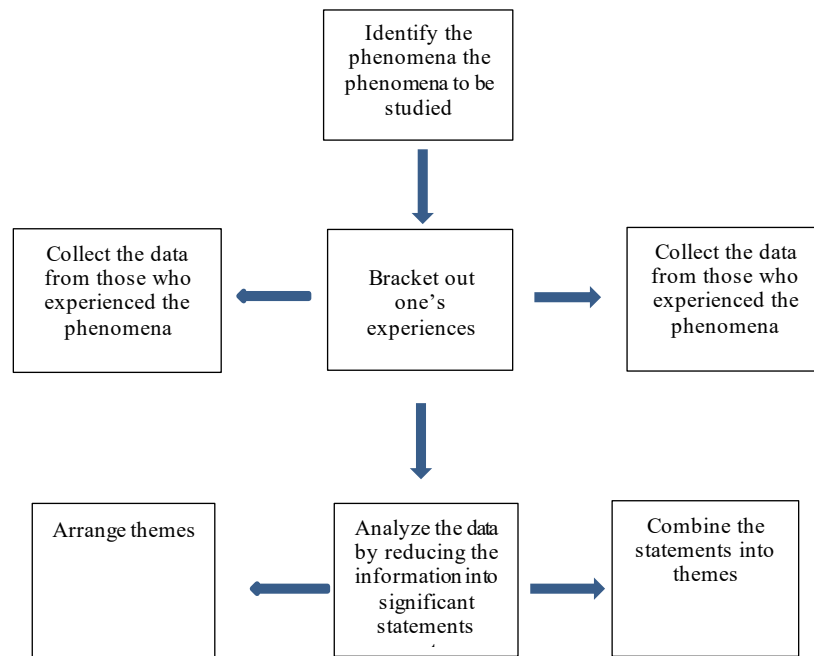 Identify the
phenomena the
phenomena to be
studied
Collect the data
from those who
experienced the
phenomena
Bracket out
one’s
experiences
Collect the data
from those who
experienced the
phenomena
Arrange themes
Analyze the data
by reducing the
information into
significant
statements
Combine the
statements into
themes